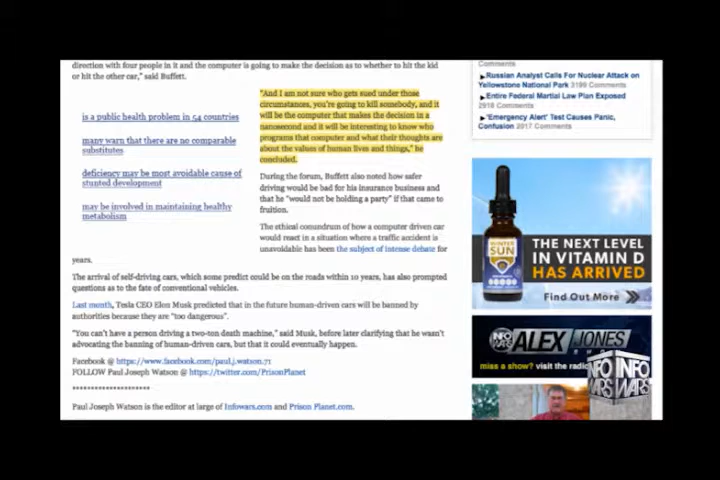 direction with four people in it and the computer is going to make the decision as to whether to hit the kid
or hit the other car," said Buffett.
is a public health problem in 54 countries
many warn that there are no comparable
substitutes
deficiency may be most avoidable cause of
stunted development
may be involved in maintaining healthy
metabolism
"And I am not sure who gets sued under those
circumstances, you're going to kill somebody, and it
will be the computer that makes the decision in a
nanosecond and it will be interesting to know who
programs that computer and what their thoughts are
about the values of human lives and things," he
concluded.
During the forum, Buffett also noted how safer
driving would be bad for his insurance business and
that he "would not be holding a party" if that came to
fruition.
The ethical conundrum of how a computer driven car
would react in a situation where a traffic accident is
unavoidable has been the subject of intense debate for
years.
The arrival of self-driving cars, which some predict could be on the roads within 10 years, has also prompted
questions as to the fate of conventional vehicles.
Last month, Tesla CEO Elon Musk predicted that in the future human-driven cars will be banned by
authorities because they are "too dangerous".
"You can't have a person driving a two-ton death machine," said Musk, before later clarifying that he wasn't
advocating the banning of human-driven cars, but that it could eventually happen.
Facebook @ https://www.facebook.com/paul.j.watson.71
FOLLOW Paul Joseph Watson @ https://twitter.com/PrisonPlanet
*********************
Paul Joseph Watson is the editor at large of Infowars.com and Prison Planet.com.
Comments
Russian Analyst Calls For Nuclear Attack on
Yellowstone National Park 3199 Comments
Entire Federal Martial Law Plan Exposed
2918 Comments
'Emergency Alert' Test Causes Panic,
Confusion 2017 Comments
WINTER
SUN
THE NEXT LEVEL
IN VITAMIN D
HAS ARRIVED
Find Out More
INFO
WARS
ALEX JONES
miss a show? visit the radio
INFO INFO
WARS WARS